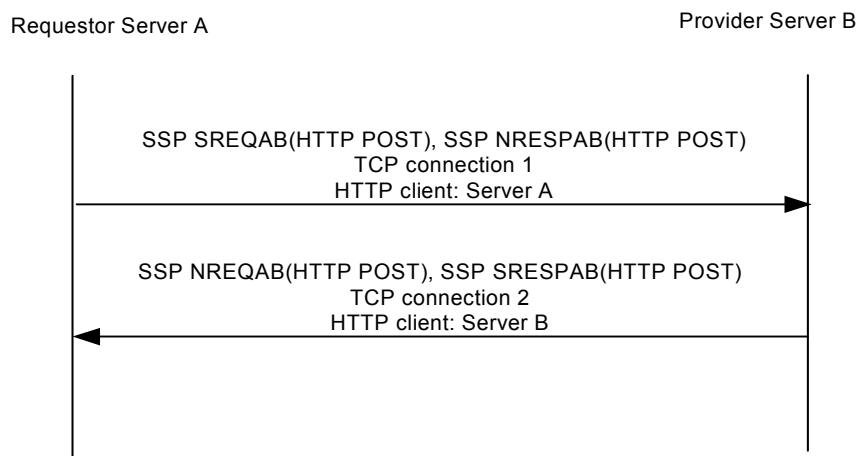 Requestor Server A
Provider Server B
SSP SREQAB(HTTP POST), SSP NRESPAB(HTTP POST)
TCP connection 1
HTTP client: Server A
SSP NREQAB(HTTP POST), SSP SRESPAB(HTTP POST)
TCP connection 2
HTTP client: Server B